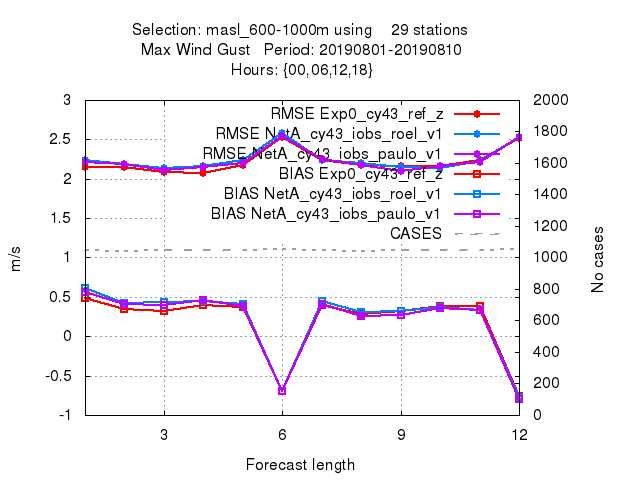 Selection: masl_600-1000m using    29 stations
Max Wind Gust   Period: 20190801-20190810
Hours: {00,06,12,18}
RMSE Exp0_cy43_ref_z
RMSE NetA_cy43_iobs_roel_v1
RMSE NetA_cy43_iobs_paulo_v1
BIAS Exp0_cy43_ref_z
BIAS NetA_cy43_iobs_roel_v1
BIAS NetA_cy43_iobs_paulo_v1
CASES
m/s
3
2.5
2
1.5
1
0.5
0
-0.5
-1
No cases
2000
1800
1600
1400
1200
1000
800
600
400
200
0
3 6 9 12
Forecast length